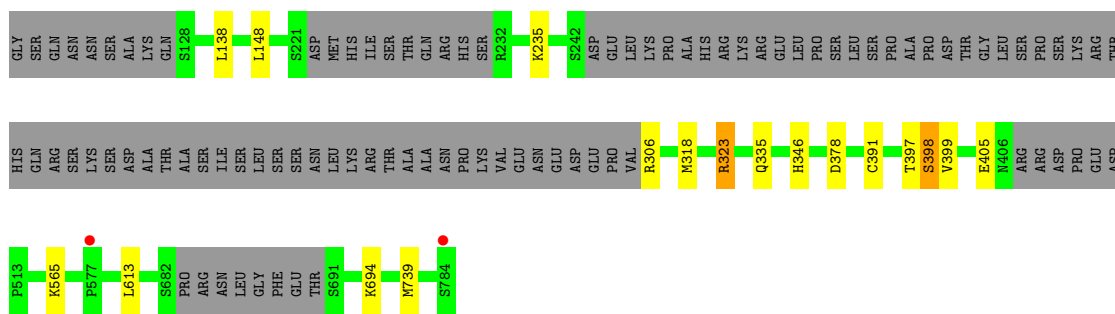 GLY SER GLN ASN ASN SER ALA LYS GLN S128 L138 L148 S221 ASP MET HIS ILE SER THR GLN ARG HIS SER R232 K235 S242 ASP GLU LEU LYS PRO ALA HIS ARG LYS ARG GLU LEU PRO SER LEU SER PRO ALA PRO ASP THR GLY LEU SER PRO SER LYS ARG THR
HIS GLN ARG SER LYS SER ASP ALA THR ALA SER ILE SER LEU SER SER ASN LEU LYS ARG THR ALA ALA ASN PRO LYS VAL GLU ASN GLU ASP GLU PRO VAL R306 M318 R323 Q335 H346 D378 C391 T397 S398 V399 E405 N406 ARG ARG ASP PRO GLU ASP
P513 K565 P577 L613 S682 PRO ARG ASN LEU GLY PHE GLU THR S691 K694 M739 S784